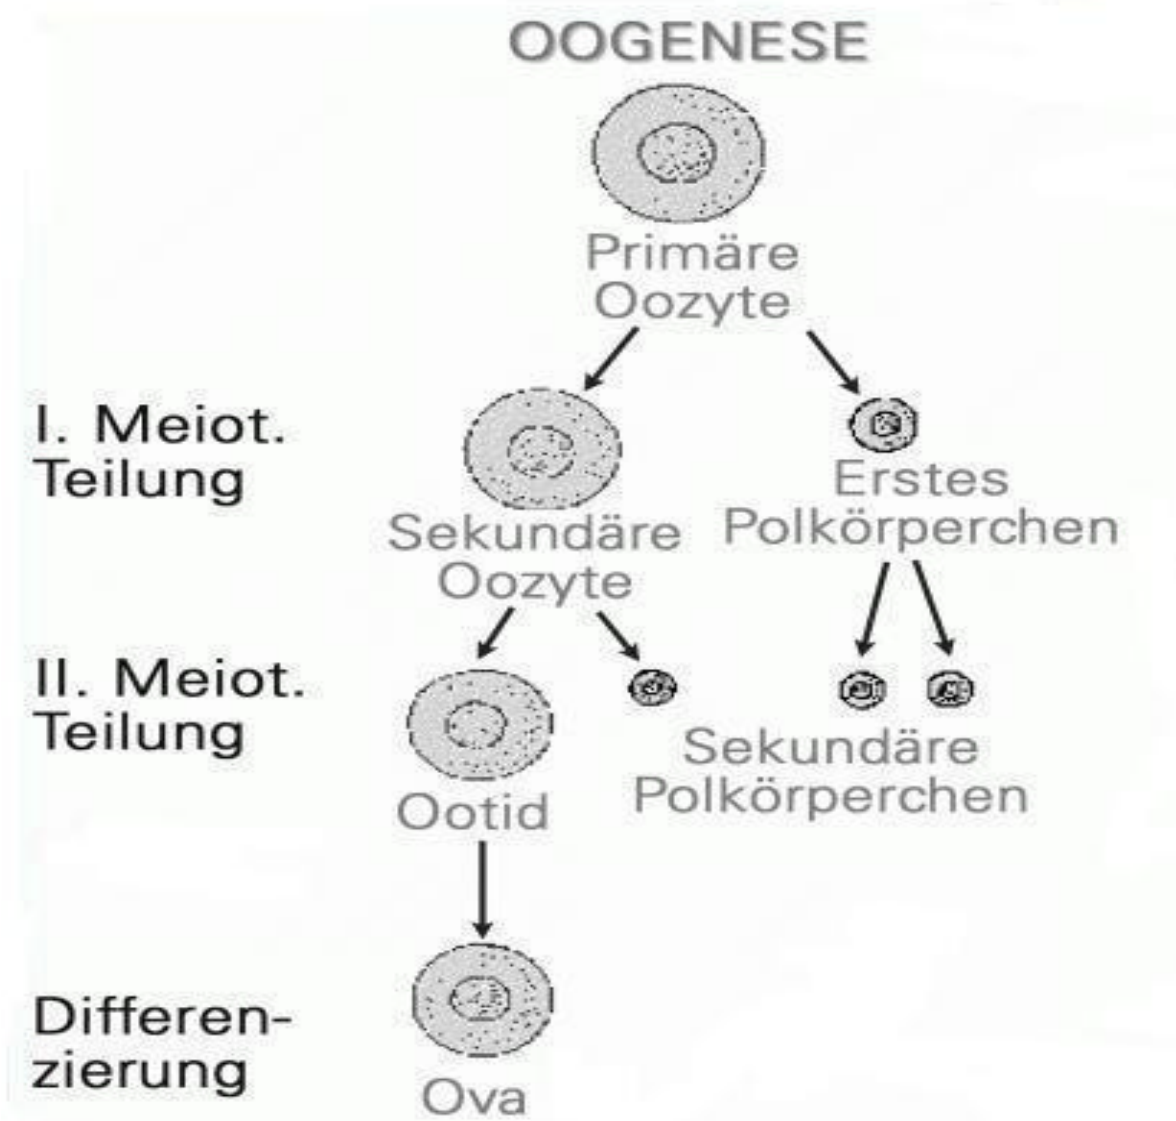 OOGENESE
Primäre
Oozyte
I. Meiot.
Teilung
Sekundäre
Oozyte
Erstes
Polkörperchen
II. Meiot.
Teilung
Ootid
Sekundäre
Polkörperchen
Differen-
zierung
Ova